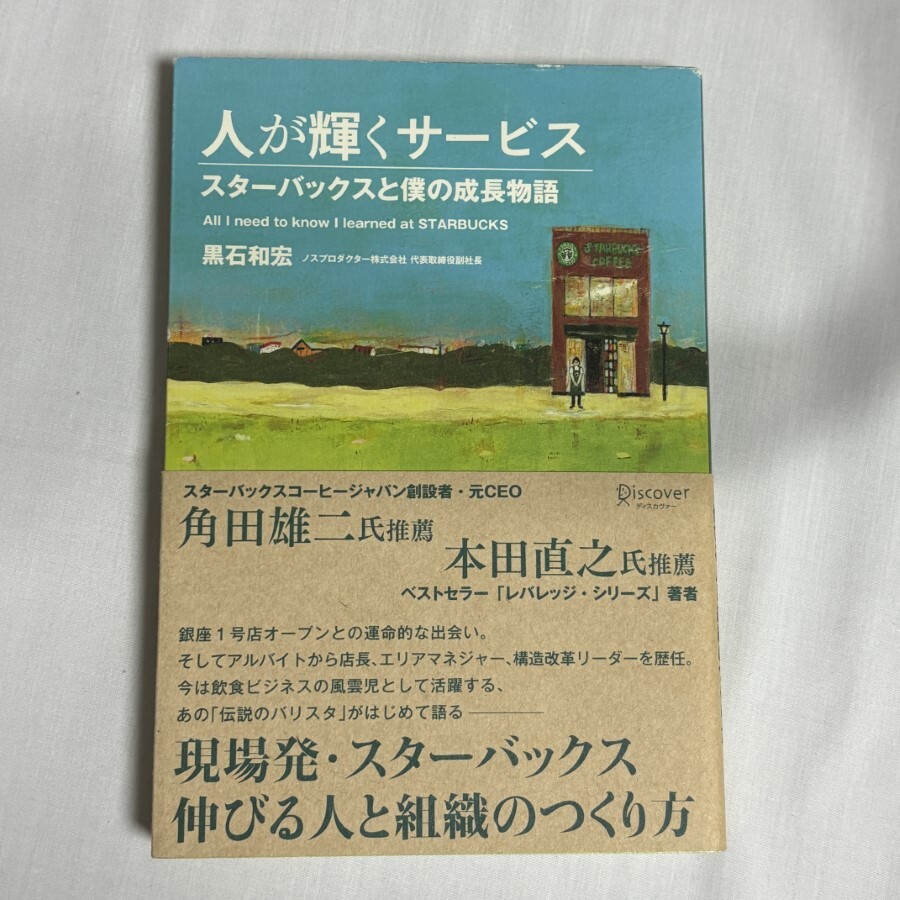 人が輝くサービス
スターバックスと僕の成長物語
All I need to know I learned at STARBUCKS
黒石和宏 ノスプロダクター株式会社 代表取締役副社長
STARBUCKS
COFFEE
スターバックスコーヒージャパン創設者・元CEO
Discover
ディスカヴァー
角田雄二氏推薦
本田直之氏推薦
ベストセラー「レバレッジ・シリーズ」著者
銀座1号店オープンとの運命的な出会い。
そしてアルバイトから店長、エリアマネジャー、構造改革リーダーを歴任。
今は飲食ビジネスの風雲児として活躍する、
あの「伝説のバリスタ」がはじめて語る―――
現場発・スターバックス
伸びる人と組織のつくり方